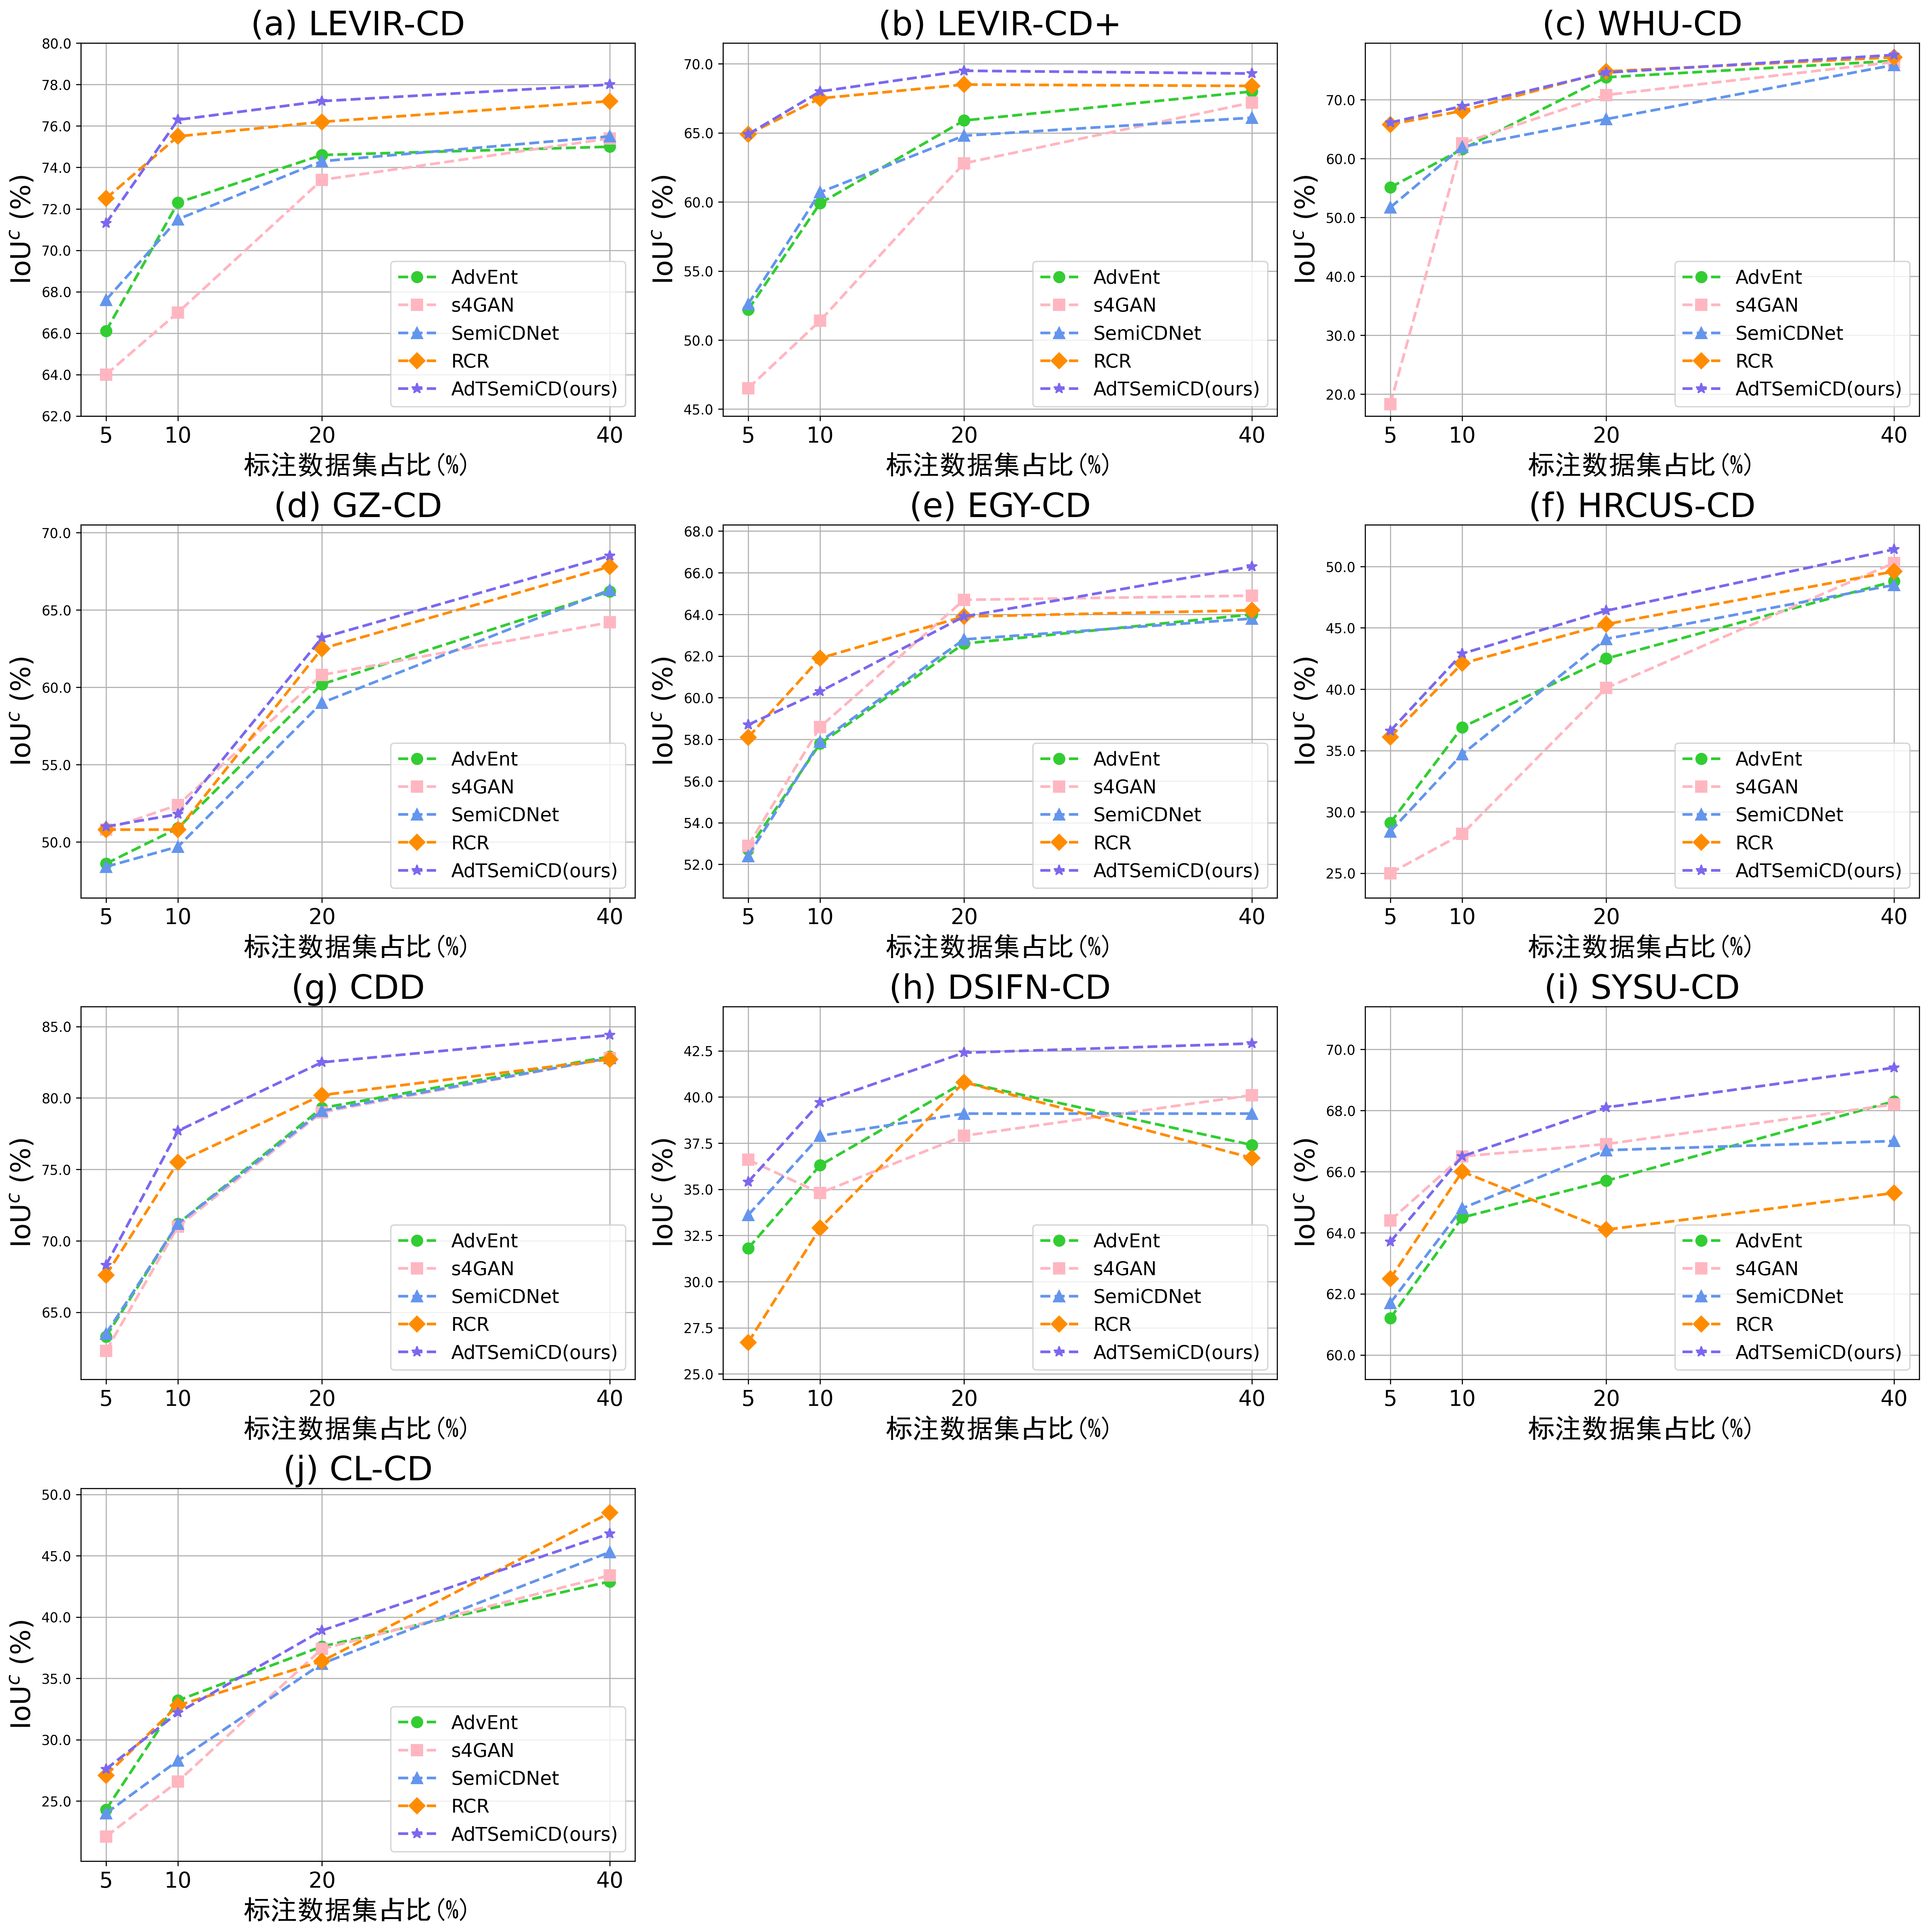 (a) LEVIR-CD
80.0
78.0
76.0
74.0
72.0
70.0
68.0
66.0
64.0
62.0
IoU^c (%)
AdvEnt
s4GAN
SemiCDNet
RCR
AdTSemiCD(ours)
5 10 20 40
标注数据集占比(%)
(b) LEVIR-CD+
70.0
65.0
60.0
55.0
50.0
45.0
IoU^c (%)
AdvEnt
s4GAN
SemiCDNet
RCR
AdTSemiCD(ours)
5 10 20 40
标注数据集占比(%)
(c) WHU-CD
70.0
60.0
50.0
40.0
30.0
20.0
IoU^c (%)
AdvEnt
s4GAN
SemiCDNet
RCR
AdTSemiCD(ours)
5 10 20 40
标注数据集占比(%)
(d) GZ-CD
70.0
65.0
60.0
55.0
50.0
IoU^c (%)
AdvEnt
s4GAN
SemiCDNet
RCR
AdTSemiCD(ours)
5 10 20 40
标注数据集占比(%)
(e) EGY-CD
68.0
66.0
64.0
62.0
60.0
58.0
56.0
54.0
52.0
IoU^c (%)
AdvEnt
s4GAN
SemiCDNet
RCR
AdTSemiCD(ours)
5 10 20 40
标注数据集占比(%)
(f) HRCUS-CD
50.0
45.0
40.0
35.0
30.0
25.0
IoU^c (%)
AdvEnt
s4GAN
SemiCDNet
RCR
AdTSemiCD(ours)
5 10 20 40
标注数据集占比(%)
(g) CDD
85.0
80.0
75.0
70.0
65.0
IoU^c (%)
AdvEnt
s4GAN
SemiCDNet
RCR
AdTSemiCD(ours)
5 10 20 40
标注数据集占比(%)
(h) DSIFN-CD
42.5
40.0
37.5
35.0
32.5
30.0
27.5
25.0
IoU^c (%)
AdvEnt
s4GAN
SemiCDNet
RCR
AdTSemiCD(ours)
5 10 20 40
标注数据集占比(%)
(i) SYSU-CD
70.0
68.0
66.0
64.0
62.0
60.0
IoU^c (%)
AdvEnt
s4GAN
SemiCDNet
RCR
AdTSemiCD(ours)
5 10 20 40
标注数据集占比(%)
(j) CL-CD
50.0
45.0
40.0
35.0
30.0
25.0
IoU^c (%)
AdvEnt
s4GAN
SemiCDNet
RCR
AdTSemiCD(ours)
5 10 20 40
标注数据集占比(%)